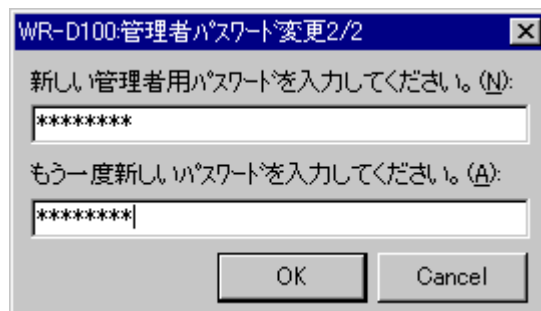 WR-D100:管理者パスワード変更2/2
新しい管理者用パスワードを入力してください。(N):
********
もう一度新しいパスワードを入力してください。(A):
********
OK
Cancel